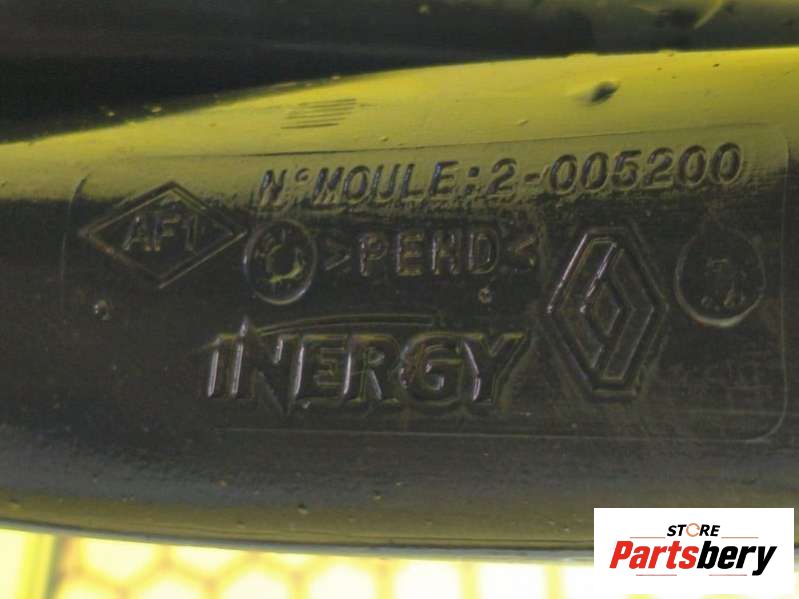 N°MOULE:2-005200
AF1
>PEHD<
INERGY
STORE
Partsbery